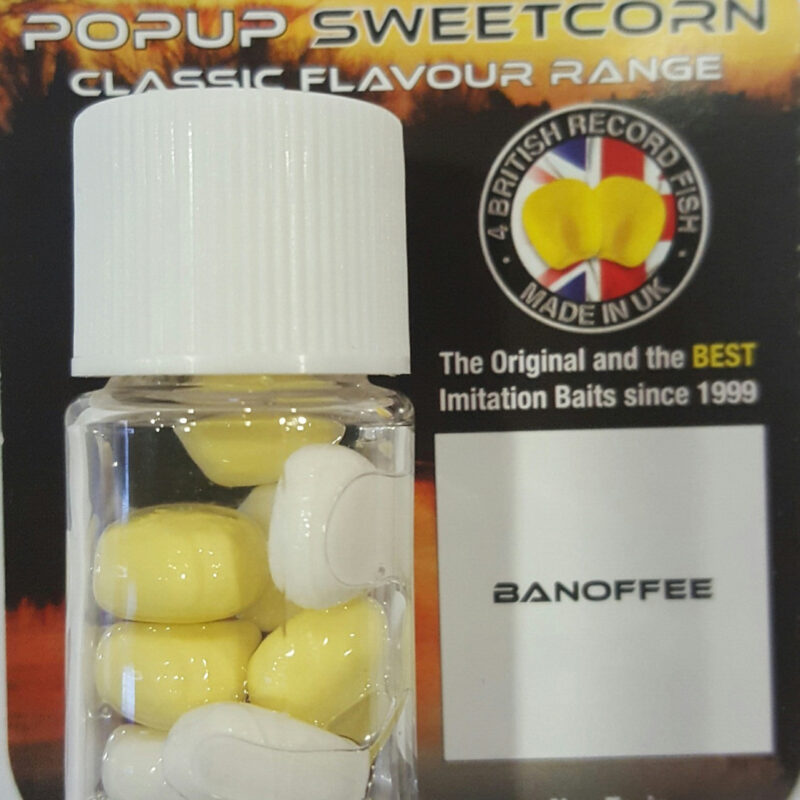 POPUP SWEETCORN
CLASSIC FLAVOUR RANGE
4 BRITISH RECORD FISH
MADE IN UK
The Original and the BEST
Imitation Baits since 1999
BANOFFEE